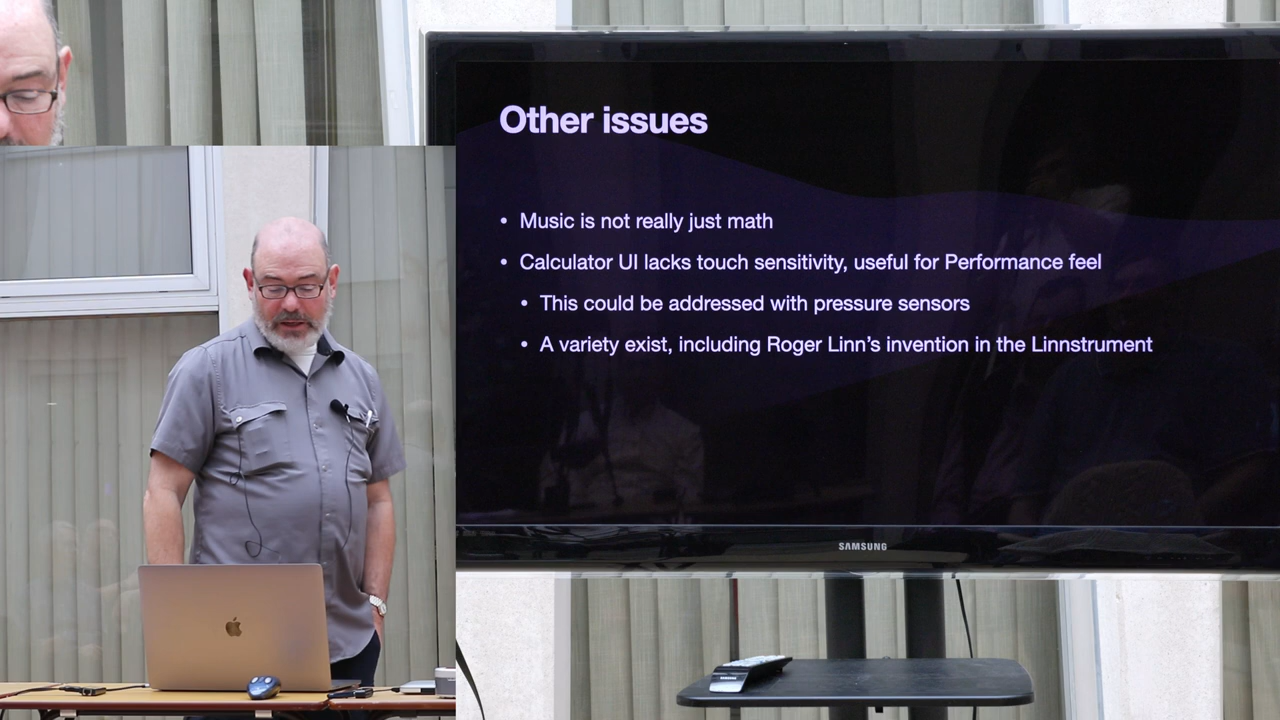 Other issues
• Music is not really just math
• Calculator UI lacks touch sensitivity, useful for Performance feel
• This could be addressed with pressure sensors
• A variety exist, including Roger Linn’s invention in the Linnstrument
SAMSUNG
SAMSUNG